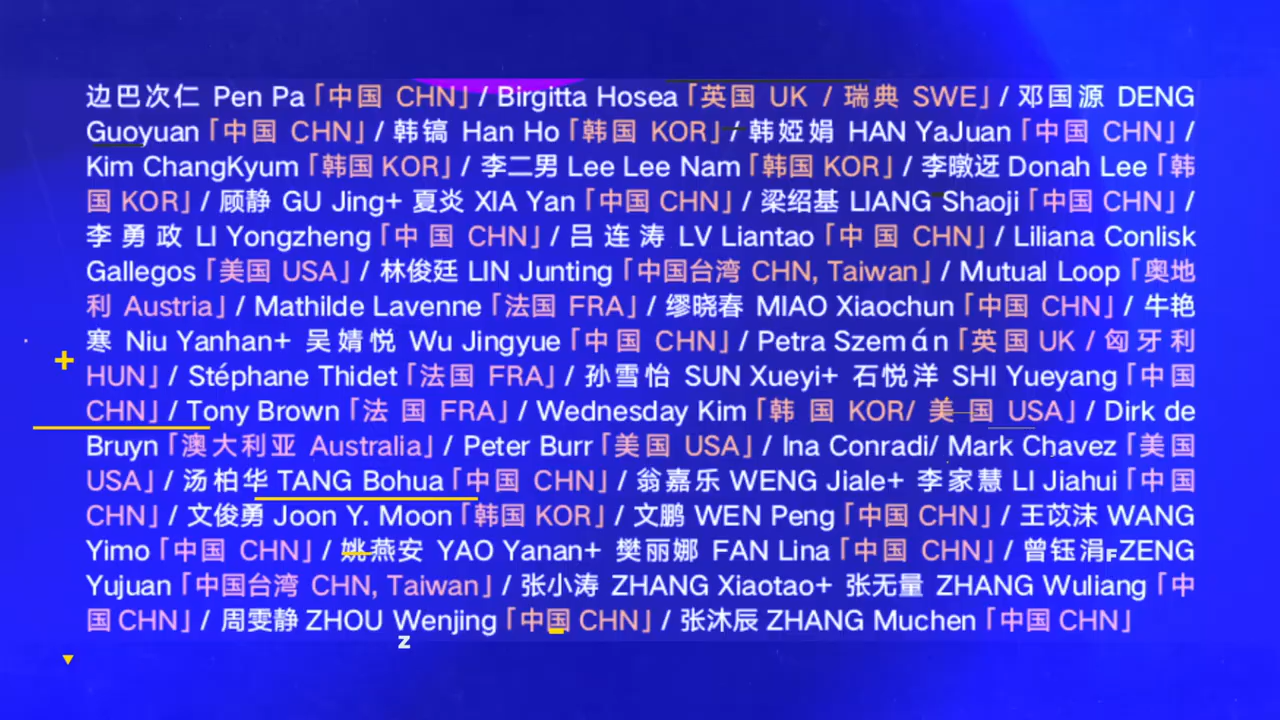 边巴次仁 Pen Pa「中国 CHN」/ Birgitta Hosea「英国 UK / 瑞典 SWE」/ 邓国源 DENG
Guoyuan「中国 CHN」/ 韩镐 Han Ho「韩国 KOR」/ 韩娅娟 HAN YaJuan「中国 CHN」/
Kim ChangKyum「韩国 KOR」/ 李二男 Lee Lee Nam「韩国 KOR」/ 李暾迓 Donah Lee「韩
国 KOR」/ 顾静 GU Jing+ 夏炎 XIA Yan「中国 CHN」/ 梁绍基 LIANG Shaoji「中国 CHN」/
李勇政 LI Yongzheng「中国 CHN」/ 吕连涛 LV Liantao「中国 CHN」/ Liliana Conlisk
Gallegos「美国 USA」/ 林俊廷 LIN Junting「中国台湾 CHN, Taiwan」/ Mutual Loop「奥地
利 Austria」/ Mathilde Lavenne「法国 FRA」/ 缪晓春 MIAO Xiaochun「中国 CHN」/ 牛艳
寒 Niu Yanhan+ 吴婧悦 Wu Jingyue「中国 CHN」/ Petra Szemán「英国 UK / 匈牙利
HUN」/ Stéphane Thidet「法国 FRA」/ 孙雪怡 SUN Xueyi+ 石悦洋 SHI Yueyang「中国
CHN」/ Tony Brown「法国 FRA」/ Wednesday Kim「韩国 KOR/ 美国 USA」/ Dirk de
Bruyn「澳大利亚 Australia」/ Peter Burr「美国 USA」/ Ina Conradi/ Mark Chavez「美国
USA」/ 汤柏华 TANG Bohua「中国 CHN」/ 翁嘉乐 WENG Jiale+ 李家慧 LI Jiahui「中国
CHN」/ 文俊勇 Joon Y. Moon「韩国 KOR」/ 文鹏 WEN Peng「中国 CHN」/ 王苡沫 WANG
Yimo「中国 CHN」/ 姚燕安 YAO Yanan+ 樊丽娜 FAN Lina「中国 CHN」/ 曾钰涓 ZENG
Yujuan「中国台湾 CHN, Taiwan」/ 张小涛 ZHANG Xiaotao+ 张无量 ZHANG Wuliang「中
国 CHN」/ 周雯静 ZHOU Wenjing「中国 CHN」/ 张沐辰 ZHANG Muchen「中国 CHN」
F
Z